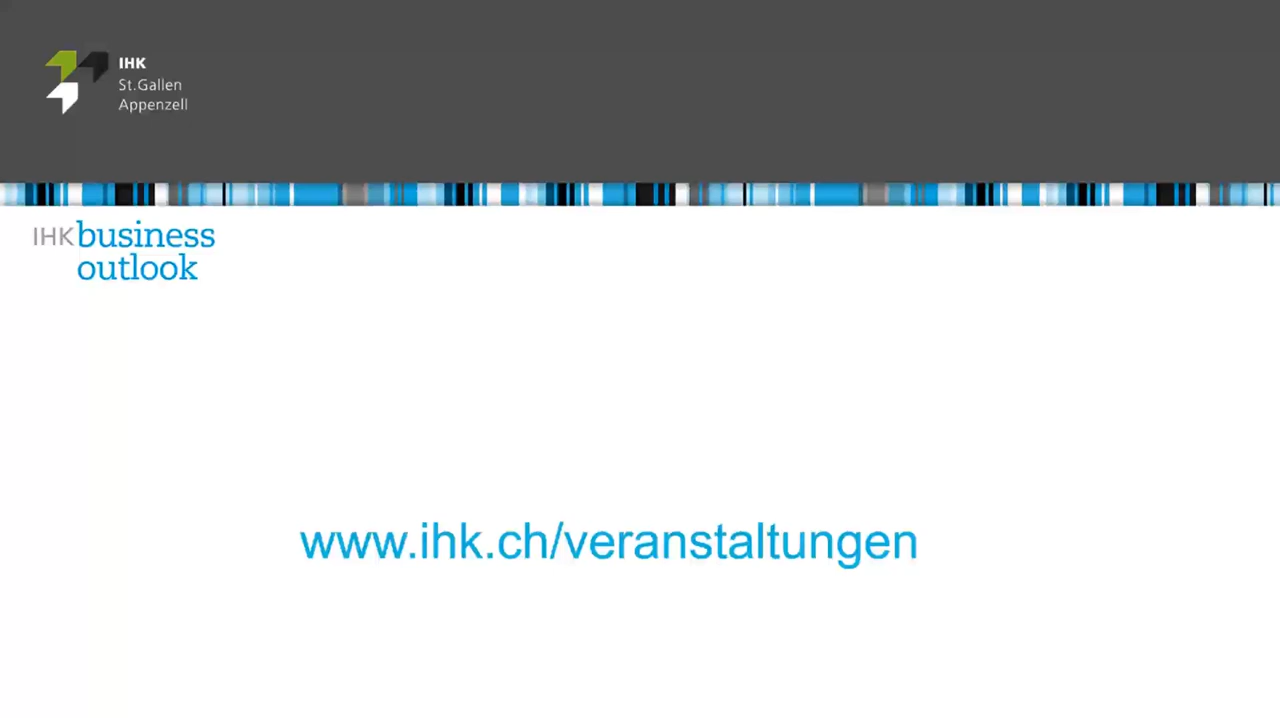 IHK
St.Gallen
Appenzell
IHK business
outlook
www.ihk.ch/veranstaltungen